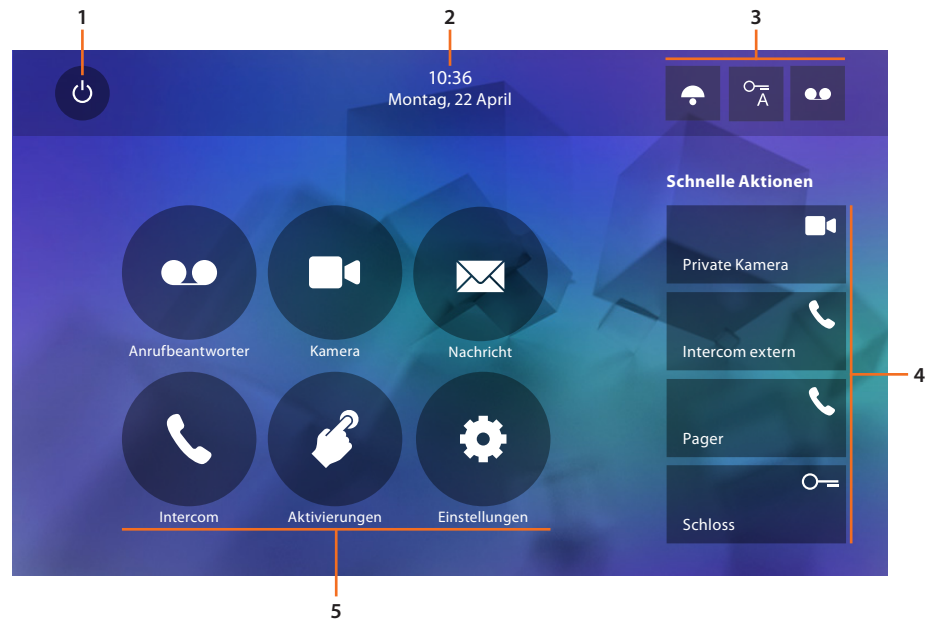 1
2
3
10:36
Montag, 22 April
A
Schnelle Aktionen
Private Kamera
Intercom extern
Pager
Schloss
4
Anrufbeantworter
Kamera
Nachricht
Intercom
Aktivierungen
Einstellungen
5